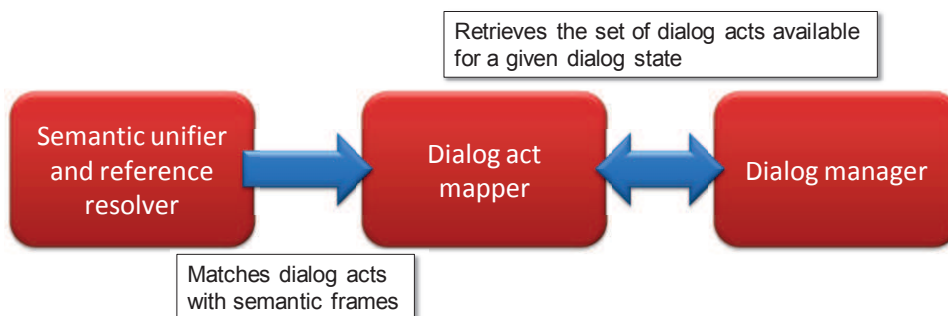 Retrieves the set of dialog acts available
for a given dialog state
Semantic unifier
and reference
resolver
Dialog act
mapper
Dialog manager
Matches dialog acts
with semantic frames